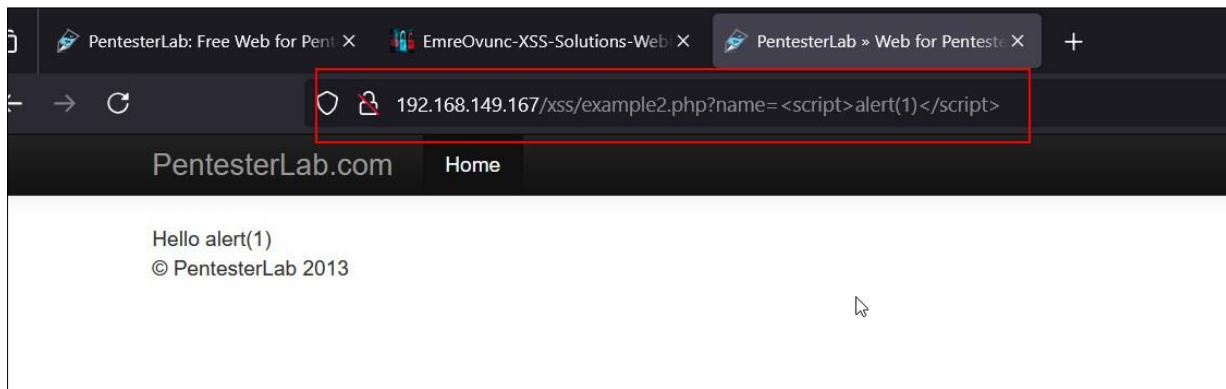 PentesterLab: Free Web for Pent
EmreOvunc-XSS-Solutions-Web
PentesterLab » Web for Penteste
192.168.149.167/xss/example2.php?name=<script>alert(1)</script>
PentesterLab.com Home
Hello alert(1)
© PentesterLab 2013